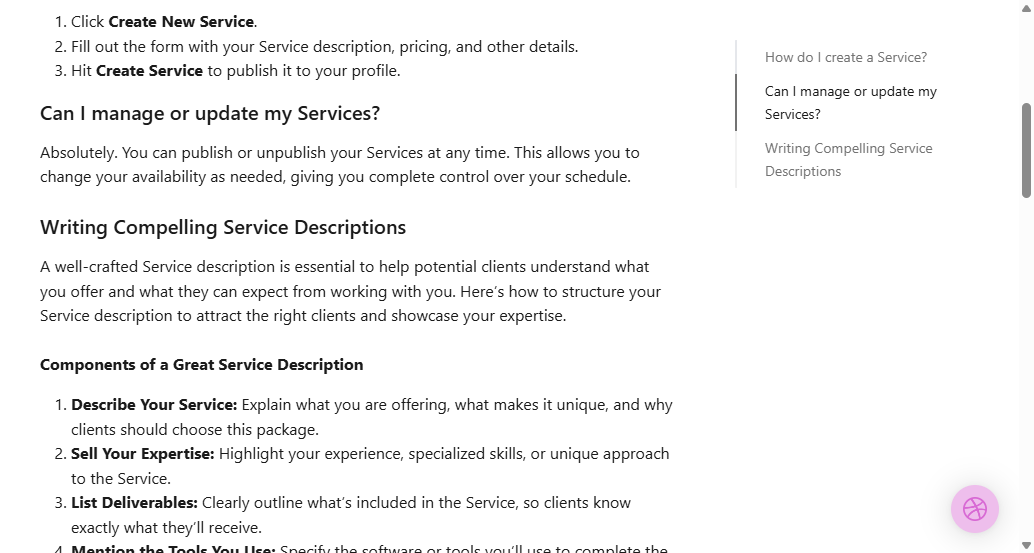 1. Click Create New Service.
2. Fill out the form with your Service description, pricing, and other details.
3. Hit Create Service to publish it to your profile.
Can I manage or update my Services?
Absolutely. You can publish or unpublish your Services at any time. This allows you to
change your availability as needed, giving you complete control over your schedule.
Writing Compelling Service Descriptions
A well-crafted Service description is essential to help potential clients understand what
you offer and what they can expect from working with you. Here’s how to structure your
Service description to attract the right clients and showcase your expertise.
Components of a Great Service Description
1. Describe Your Service: Explain what you are offering, what makes it unique, and why
clients should choose this package.
2. Sell Your Expertise: Highlight your experience, specialized skills, or unique approach
to the Service.
3. List Deliverables: Clearly outline what’s included in the Service, so clients know
exactly what they’ll receive.
4. Mention the Tools You Use: Specify the software or tools you’ll use to complete the
How do I create a Service?
Can I manage or update my
Services?
Writing Compelling Service
Descriptions